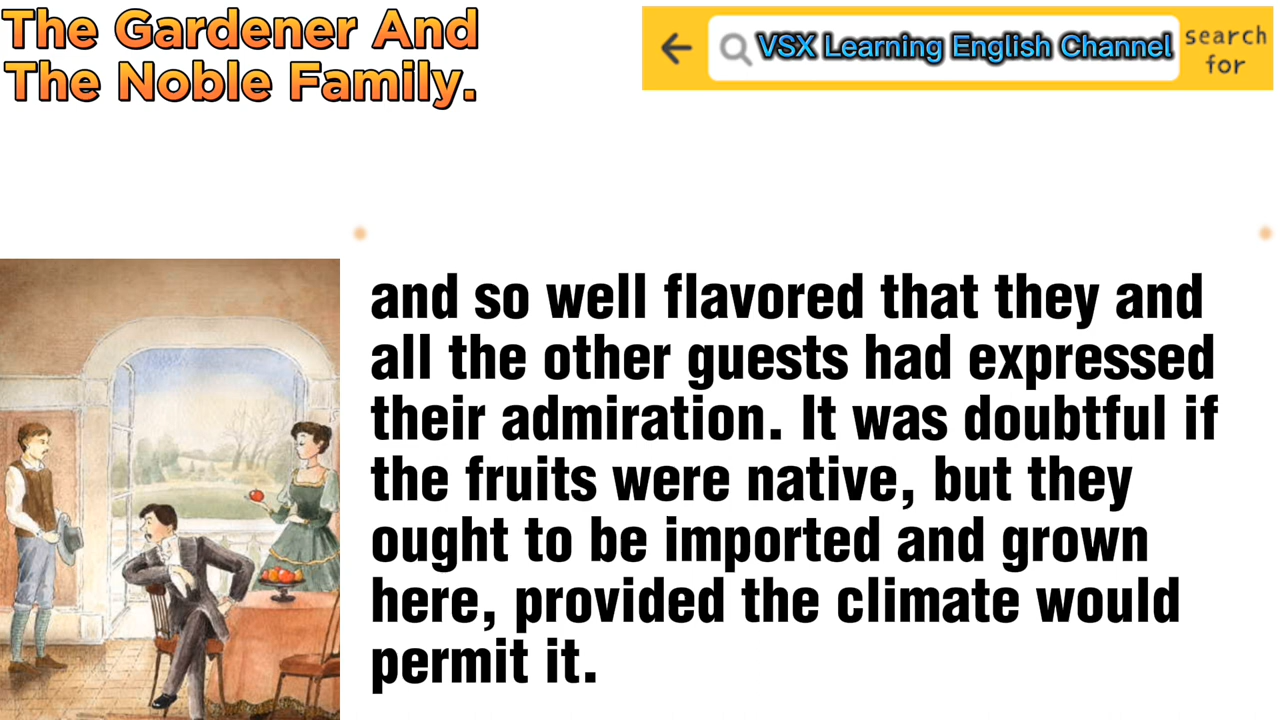 The Gardener And
The Noble Family.
VSX Learning English Channel
search
for
and so well flavored that they and
all the other guests had expressed
their admiration. It was doubtful if
the fruits were native, but they
ought to be imported and grown
here, provided the climate would
permit it.